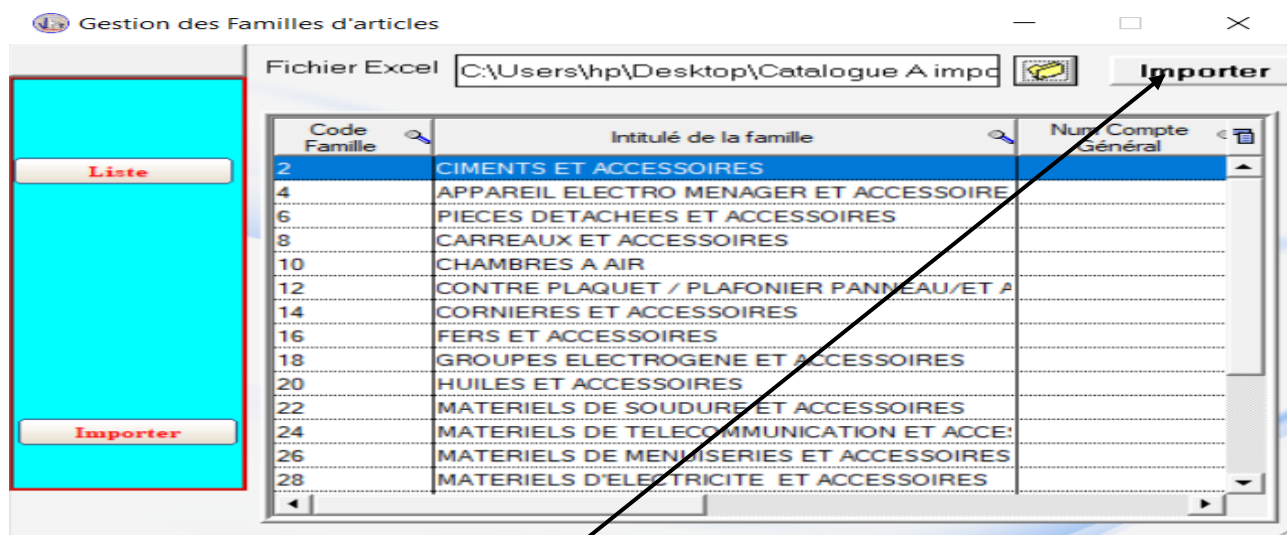 Gestion des Familles d'articles
Fichier Excel C:\Users\hp\Desktop\Catalogue A impo Importer
Code Famille Intitulé de la famille Num Compte Général
Liste
2 CIMENTS ET ACCESSOIRES
4 APPAREIL ELECTRO MENAGER ET ACCESSOIRE
6 PIECES DETACHEES ET ACCESSOIRES
8 CARREAUX ET ACCESSOIRES
10 CHAMBRES A AIR
12 CONTRE PLAQUET / PLAFONIER PANNEAU/ET A
14 CORNIERES ET ACCESSOIRES
16 FERS ET ACCESSOIRES
18 GROUPES ELECTROGENE ET ACCESSOIRES
20 HUILES ET ACCESSOIRES
22 MATERIELS DE SOUDURE ET ACCESSOIRES
Importer
24 MATERIELS DE TELECOMMUNICATION ET ACCES
26 MATERIELS DE MENUISERIES ET ACCESSOIRES
28 MATERIELS D'ELECTRICITE ET ACCESSOIRES